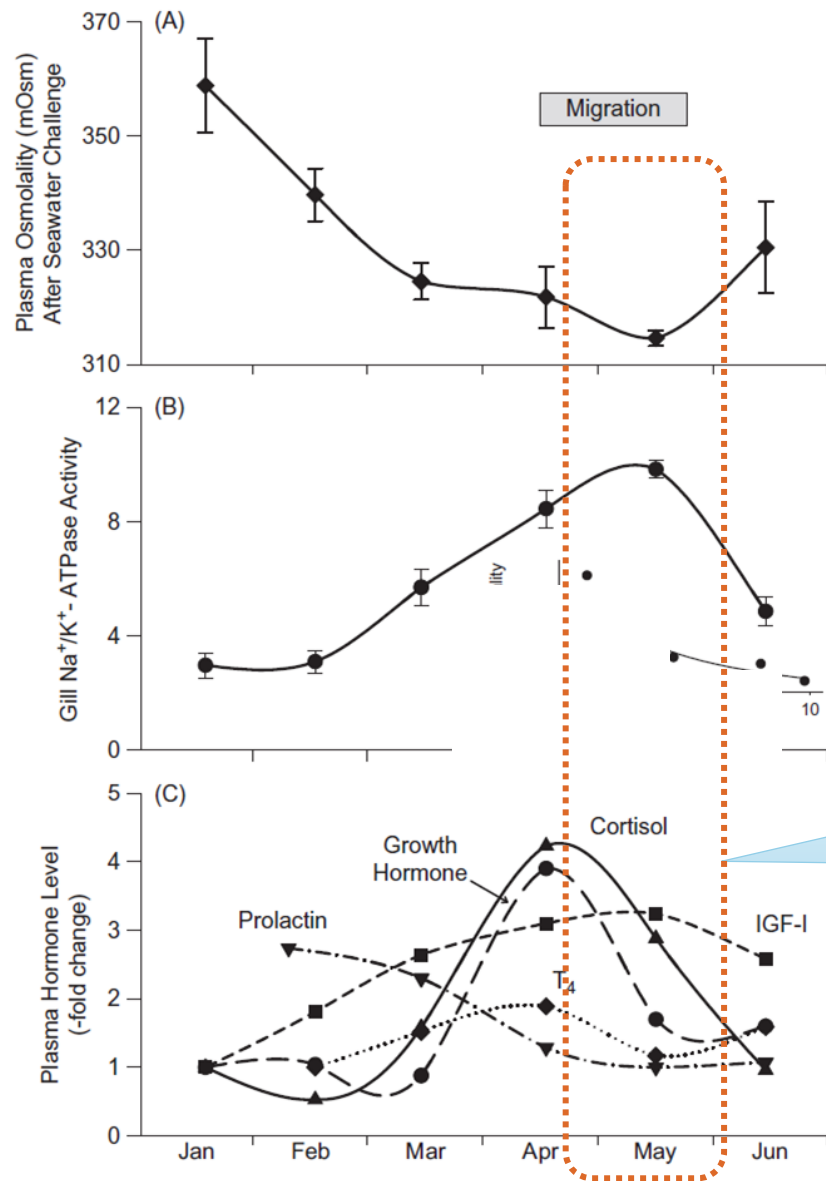 (A)
370
350
330
310
Plasma Osmolality (mOsm)
After Seawater Challenge
Migration
(B)
12
8
4
0
Gill Na⁺/K⁺- ATPase Activity
lity
10
(C)
5
4
3
2
1
0
Plasma Hormone Level
(-fold change)
Growth
Hormone
Cortisol
Prolactin
IGF-I
T₄
Jan Feb Mar Apr May Jun